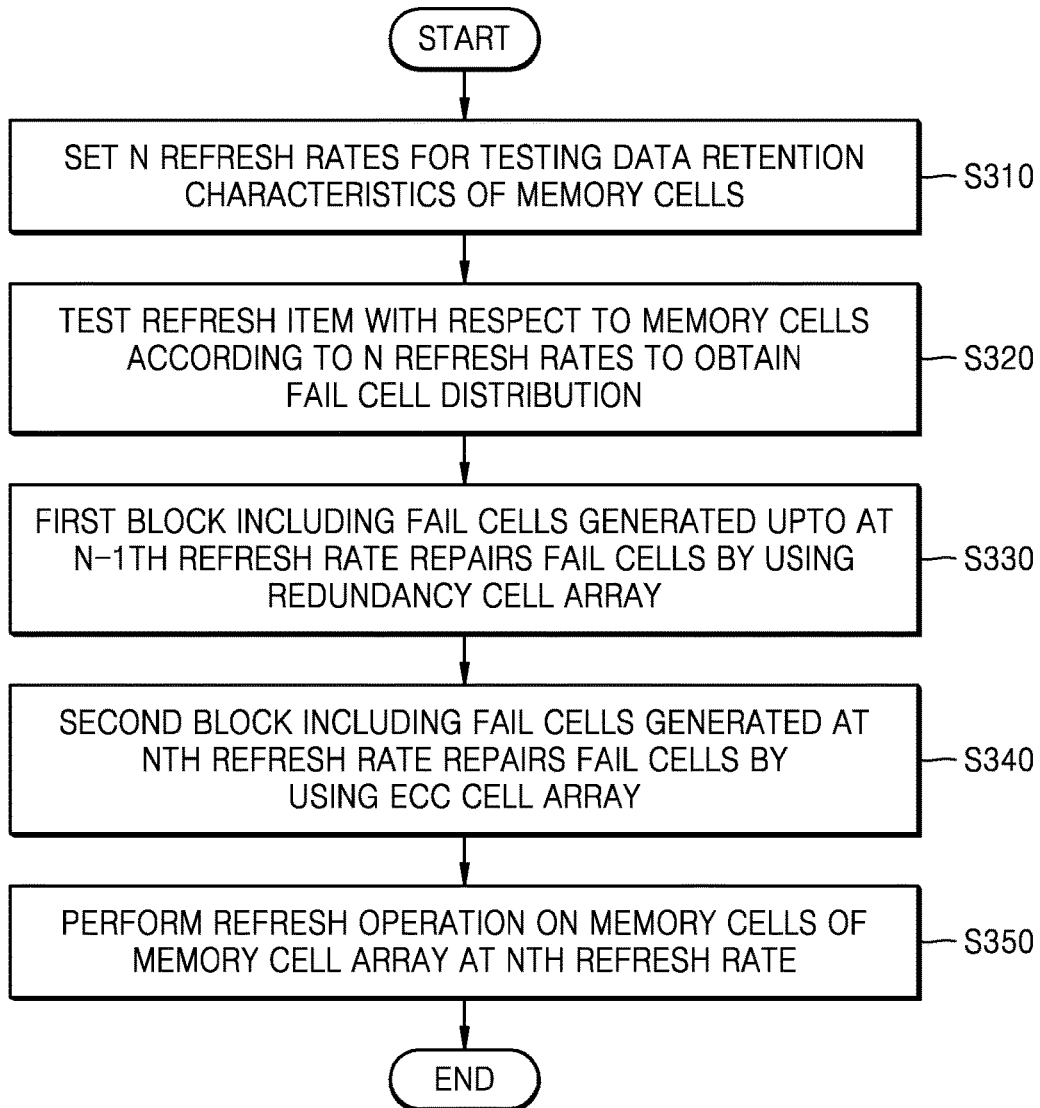 START
SET N REFRESH RATES FOR TESTING DATA RETENTION
CHARACTERISTICS OF MEMORY CELLS
S310
TEST REFRESH ITEM WITH RESPECT TO MEMORY CELLS
ACCORDING TO N REFRESH RATES TO OBTAIN
FAIL CELL DISTRIBUTION
S320
FIRST BLOCK INCLUDING FAIL CELLS GENERATED UPTO AT
N-1TH REFRESH RATE REPAIRS FAIL CELLS BY USING
REDUNDANCY CELL ARRAY
S330
SECOND BLOCK INCLUDING FAIL CELLS GENERATED AT
NTH REFRESH RATE REPAIRS FAIL CELLS BY
USING ECC CELL ARRAY
S340
PERFORM REFRESH OPERATION ON MEMORY CELLS OF
MEMORY CELL ARRAY AT NTH REFRESH RATE
S350
END